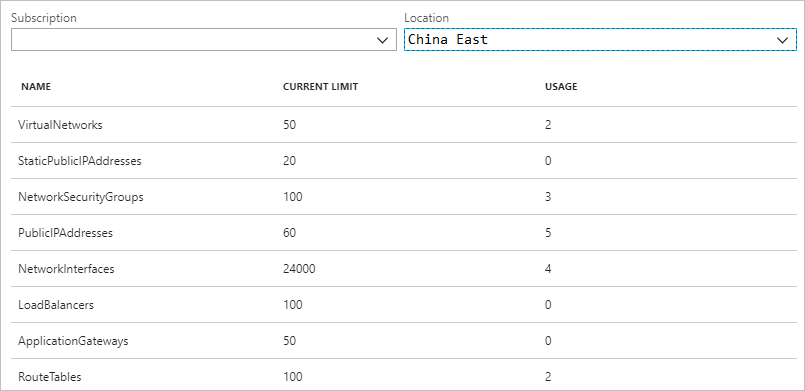 Subscription Location
China East
NAME CURRENT LIMIT USAGE
VirtualNetworks 50 2
StaticPublicIPAddresses 20 0
NetworkSecurityGroups 100 3
PublicIPAddresses 60 5
NetworkInterfaces 24000 4
LoadBalancers 100 0
ApplicationGateways 50 0
RouteTables 100 2